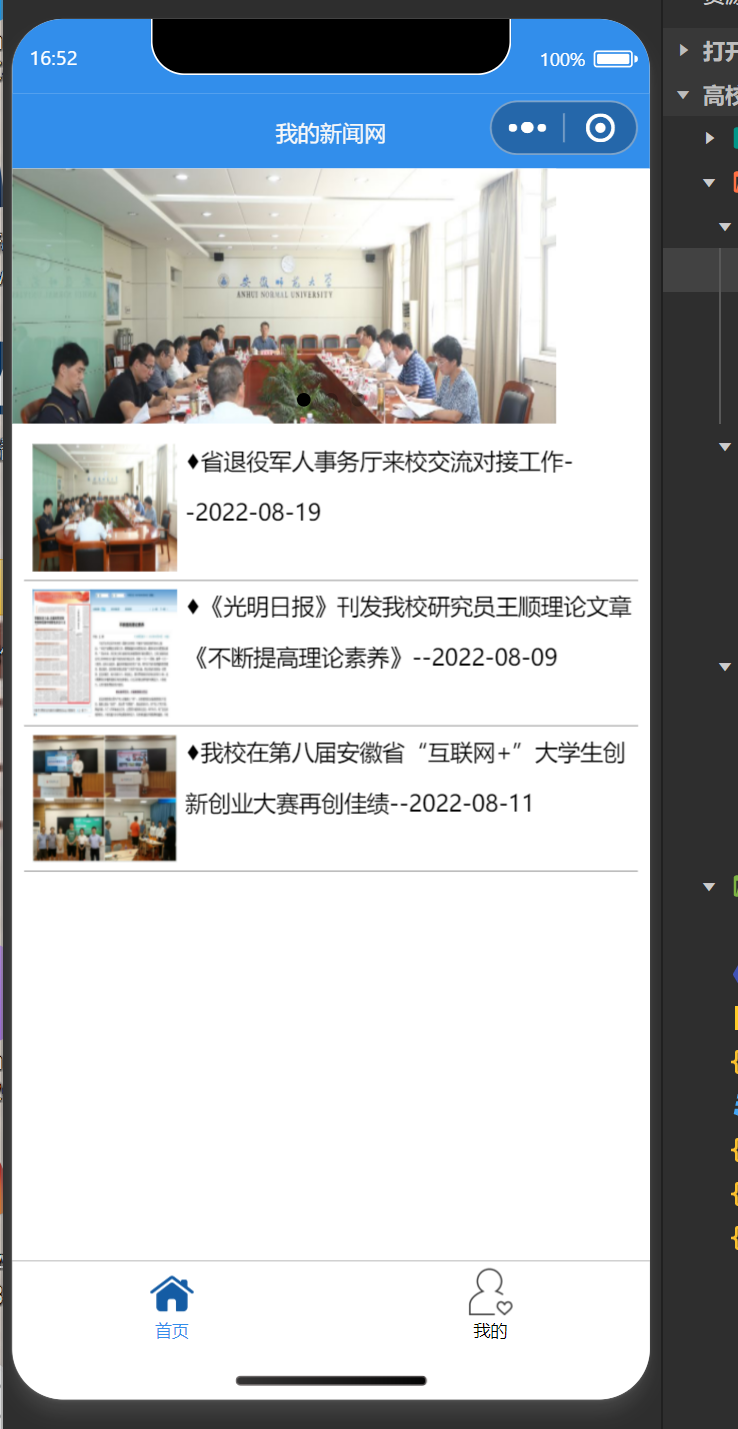 16:52
100%
我的新闻网
安徽师范大学
ANHUI NORMAL UNIVERSITY
♦省退役军人事务厅来校交流对接工作-
-2022-08-19
♦《光明日报》刊发我校研究员王顺理论文章
《不断提高理论素养》--2022-08-09
♦我校在第八届安徽省“互联网+”大学生创
新创业大赛再创佳绩--2022-08-11
首页
我的
打开
高校